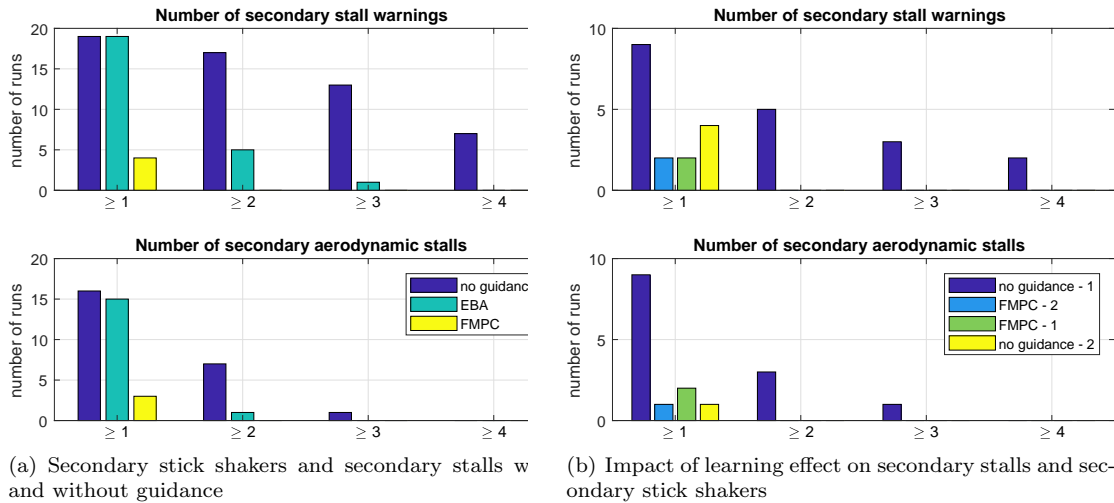 Number of secondary stall warnings
number of runs
20
15
10
5
0
≥ 1
≥ 2
≥ 3
≥ 4
Number of secondary aerodynamic stalls
number of runs
20
15
10
5
0
≥ 1
≥ 2
≥ 3
≥ 4
no guidance
EBA
FMPC
(a) Secondary stick shakers and secondary stalls w
and without guidance
Number of secondary stall warnings
number of runs
10
5
0
≥ 1
≥ 2
≥ 3
≥ 4
Number of secondary aerodynamic stalls
number of runs
10
5
0
≥ 1
≥ 2
≥ 3
≥ 4
no guidance - 1
FMPC - 2
FMPC - 1
no guidance - 2
(b) Impact of learning effect on secondary stalls and sec-
ondary stick shakers